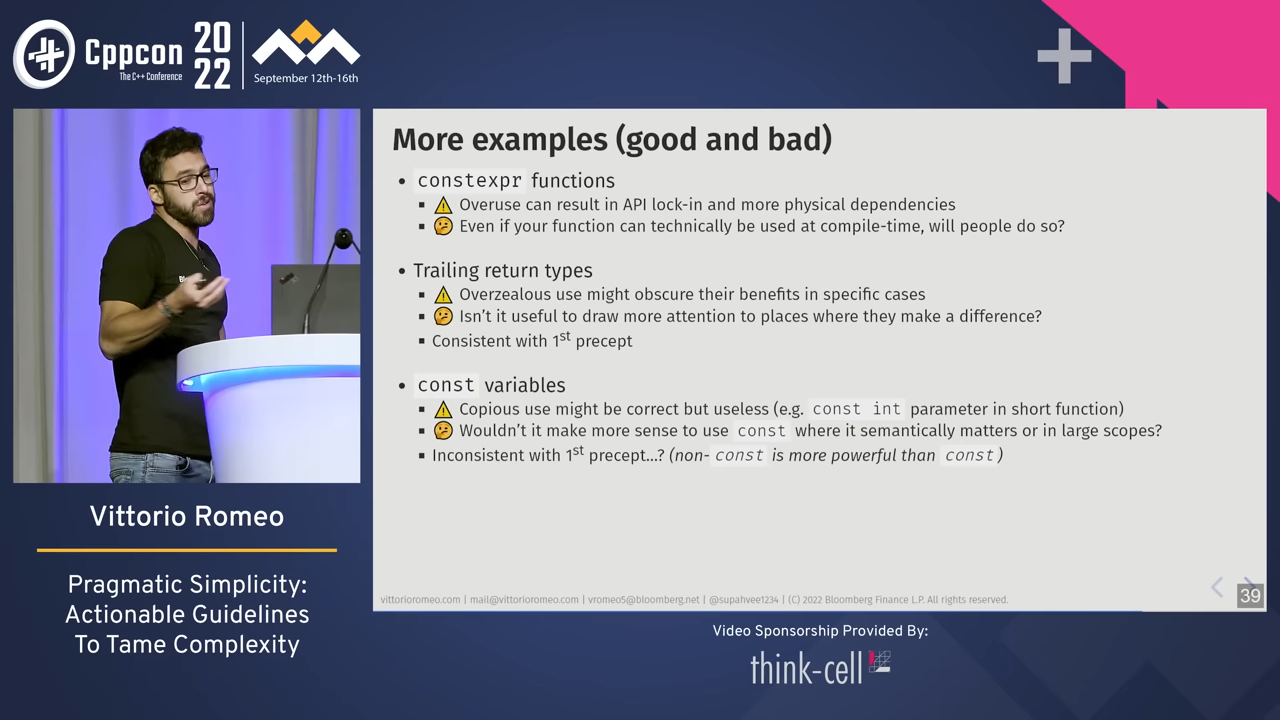 Cppcon
The C++ Conference
20
22
September 12th-16th
More examples (good and bad)
• constexpr functions
▪ ⚠️ Overuse can result in API lock-in and more physical dependencies
▪ 🤔 Even if your function can technically be used at compile-time, will people do so?
• Trailing return types
▪ ⚠️ Overzealous use might obscure their benefits in specific cases
▪ 🤔 Isn't it useful to draw more attention to places where they make a difference?
▪ Consistent with 1st precept
• const variables
▪ ⚠️ Copious use might be correct but useless (e.g. const int parameter in short function)
▪ 🤔 Wouldn't it make more sense to use const where it semantically matters or in large scopes?
▪ Inconsistent with 1st precept...? (non-const is more powerful than const)
vittorioromeo.com | mail@vittorioromeo.com | vromeo5@bloomberg.net | @supahvee1234 | (C) 2022 Bloomberg Finance L.P. All rights reserved.
39
Vittorio Romeo
Pragmatic Simplicity:
Actionable Guidelines
To Tame Complexity
Video Sponsorship Provided By:
think-cell